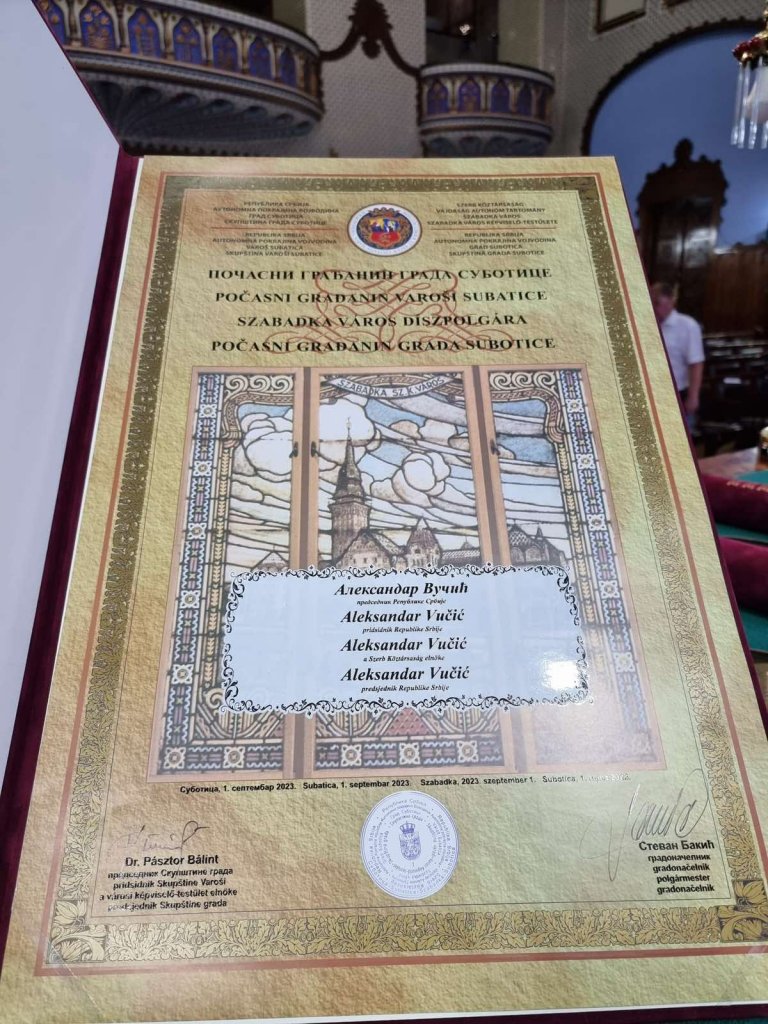 РЕПУБЛИКА СРБИЈА
АУТОНОМНА ПОКРАЈИНА ВОЈВОДИНА
ГРАД СУБОТИЦА
СКУПШТИНА ГРАДА СУБОТИЦЕ
REPUBLIKA SRBIJA
AUTONOMNA POKRAJINA VOJVODINA
VAROŠ SUBATICA
SKUPŠTINA VAROŠI SUBATICE
SZERB KÖZTÁRSASÁG
VAJDASÁG AUTONÓM TARTOMÁNY
SZABADKA VÁROS
SZABADKA VÁROS KÉPVISELŐ-TESTÜLETE
REPUBLIKA SRBIJA
AUTONOMNA POKRAJINA VOJVODINA
GRAD SUBOTICA
SKUPŠTINA GRADA SUBOTICE
ПОЧАСНИ ГРАЂАНИН ГРАДА СУБОТИЦЕ
POČASNI GRAĐANIN VAROŠI SUBATICE
SZABADKA VÁROS DÍSZPOLGÁRA
POČASNI GRAĐANIN GRADA SUBOTICE
SZABADKA SZ. K. VÁROS
Александар Вучић
председник Републике Србије
Aleksandar Vučić
pridsidnik Republike Srbije
Aleksandar Vučić
a Szerb Köztársaság elnöke
Aleksandar Vučić
predsjednik Republike Srbije
Суботица, 1. септембар 2023. Subatica, 1. septembar 2023. Szabadka, 2023. szeptember 1. Subotica, 1. 2023.
Dr. Pásztor Bálint
председник Скупштине града
pridsidnik Skupštine Varoši
a városi képviselő-testület elnöke
predsjednik Skupštine grada
Стеван Бакић
градоначелник
gradonačelnik
polgármester
gradonačelnik